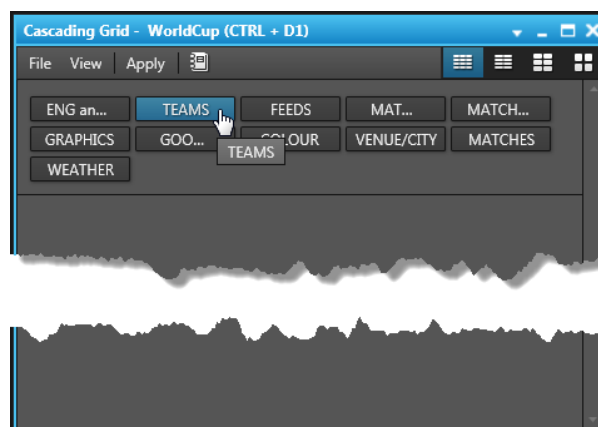 Cascading Grid - WorldCup (CTRL + D1)
File View Apply
ENG an... TEAMS FEEDS MAT... MATCH...
GRAPHICS GOO... COLOUR VENUE/CITY MATCHES
TEAMS
WEATHER